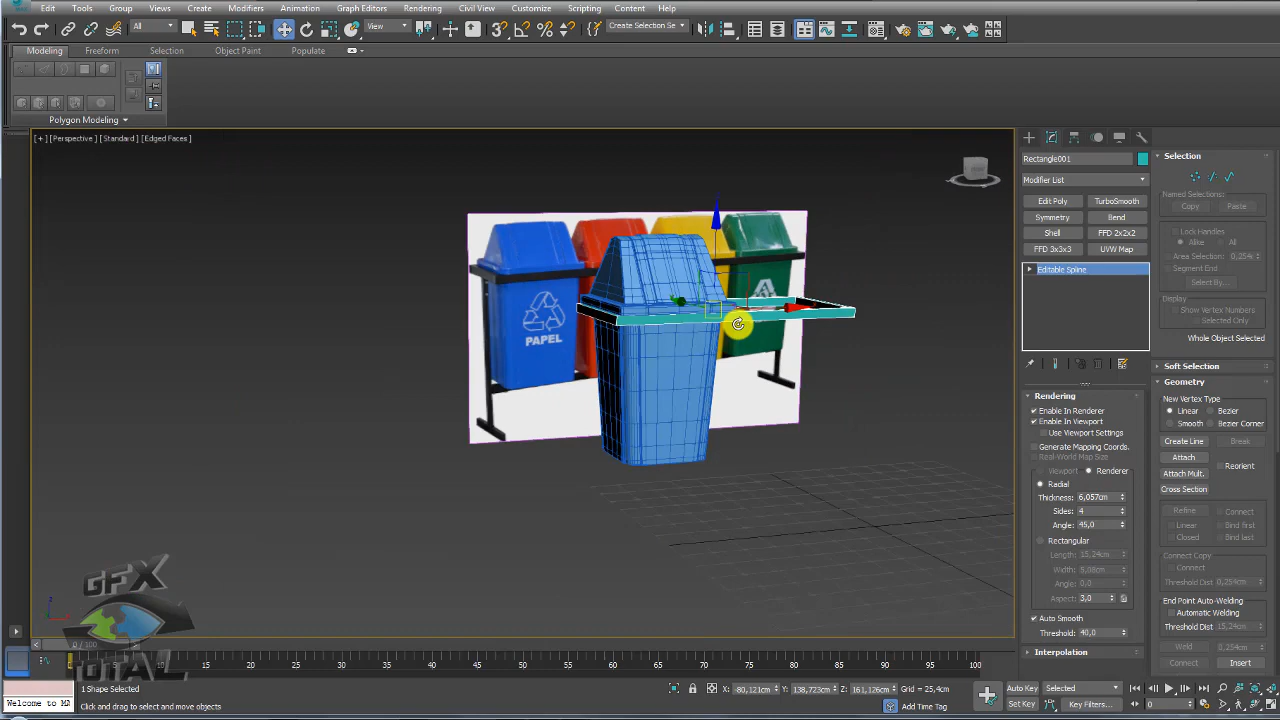 Edit Tools Group Views Create Modifiers Animation Graph Editors Rendering Civil View Customize Scripting Content Help
All View Create Selection Se
Modeling Freeform Selection Object Paint Populate
Polygon Modeling
[+] [Perspective] [Standard] [Edged Faces]
PAPEL
GFX
TOTAL
Rectangle001
Modifier List
Edit Poly TurboSmooth
Symmetry Bend
Shell FFD 2x2x2
FFD 3x3x3 UVW Map
Editable Spline
Rendering
Enable In Renderer
Enable In Viewport
Use Viewport Settings
Generate Mapping Coords.
Real-World Map Size
Viewport Renderer
Radial
Thickness: 6,057cm
Sides: 4
Angle: 45,0
Rectangular
Length: 15,24cm
Width: 5,08cm
Angle: 0,0
Aspect: 3,0
Auto Smooth
Threshold: 40,0
Interpolation
Selection
Named Selections:
Copy Paste
Lock Handles
Alike All
Area Selection: 0,254c
Segment End
Select By...
Display
Show Vertex Numbers
Selected Only
Whole Object Selected
Soft Selection
Geometry
New Vertex Type
Linear Bezier
Smooth Bezier Corner
Create Line Break
Attach Reorient
Attach Mult.
Cross Section
Refine Connect
Linear Bind first
Closed Bind last
Connect Copy
Connect
Threshold Dist 0,254cm
End Point Auto-Welding
Automatic Welding
Threshold Dist 15,24cm
Weld 0,254cm
Connect Insert
0 / 100
15 20 25 30 35 40 45 50 55 60 65 70 75 80 85 90 95 100
1 Shape Selected X: -80,121cm Y: 138,723cm Z: 161,126cm Grid = 25,4cm Auto Key Selected
Welcome to MA Click and drag to select and move objects Add Time Tag Set Key Key Filters... 0